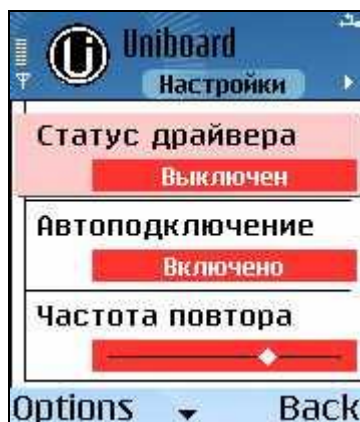 Uniboard
Настройки
Статус драйвера
Выключен
Автоподключение
Включено
Частота повтора
Options Back